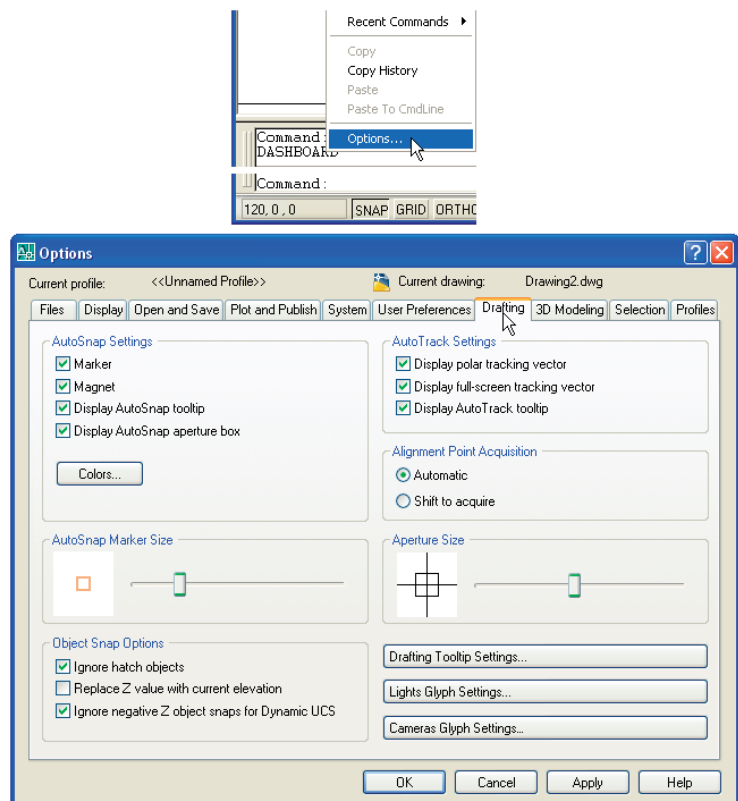 Recent Commands
Copy
Copy History
Paste
Paste To CmdLine
Options...
Command:
DASHBOARD
Command:
120, 0 , 0 SNAP GRID ORTHO
Options
Current profile: <<Unnamed Profile>> Current drawing: Drawing2.dwg
Files Display Open and Save Plot and Publish System User Preferences Drafting 3D Modeling Selection Profiles
AutoSnap Settings
Marker
Magnet
Display AutoSnap tooltip
Display AutoSnap aperture box
Colors...
AutoTrack Settings
Display polar tracking vector
Display full-screen tracking vector
Display AutoTrack tooltip
Alignment Point Acquisition
Automatic
Shift to acquire
AutoSnap Marker Size
Aperture Size
Object Snap Options
Ignore hatch objects
Replace Z value with current elevation
Ignore negative Z object snaps for Dynamic UCS
Drafting Tooltip Settings...
Lights Glyph Settings...
Cameras Glyph Settings...
OK Cancel Apply Help